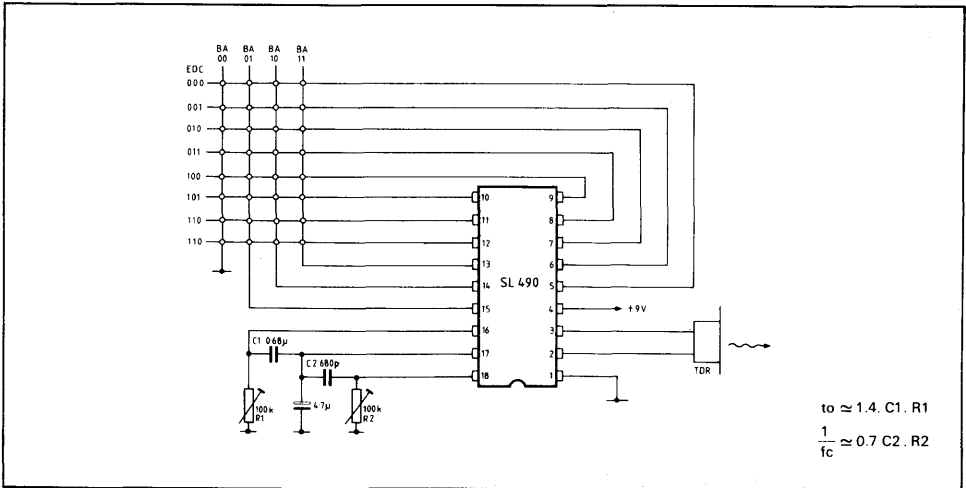 BA BA BA BA
00 01 10 11
EDC
000
001
010
011
100
101
110
110
10 9
11 8
12 7
13 6
14 SL 490 5
15 4 +9V
16 3
17 2
18 1
TDR
C1 0.68µ
C2 680p
100k
R1
4.7µ
100k
R2
to ≃ 1.4. C1. R1
1/fc ≃ 0.7 C2 . R2